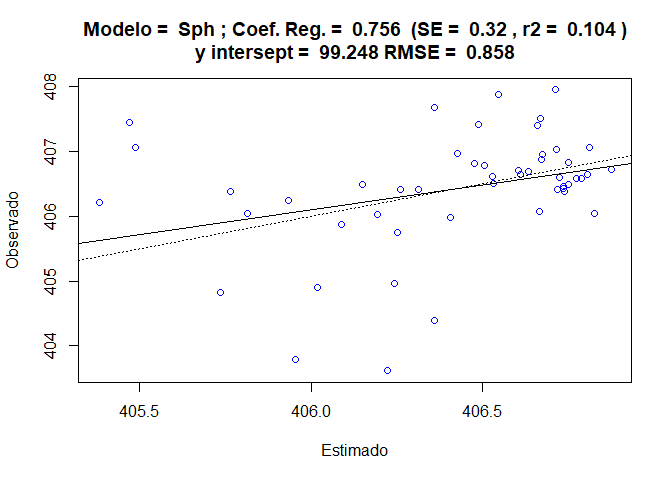 Modelo = Sph ; Coef. Reg. = 0.756 (SE = 0.32 , r2 = 0.104 )
y intersept = 99.248 RMSE = 0.858
408
407
406
405
404
Observado
405.5 406.0 406.5
Estimado